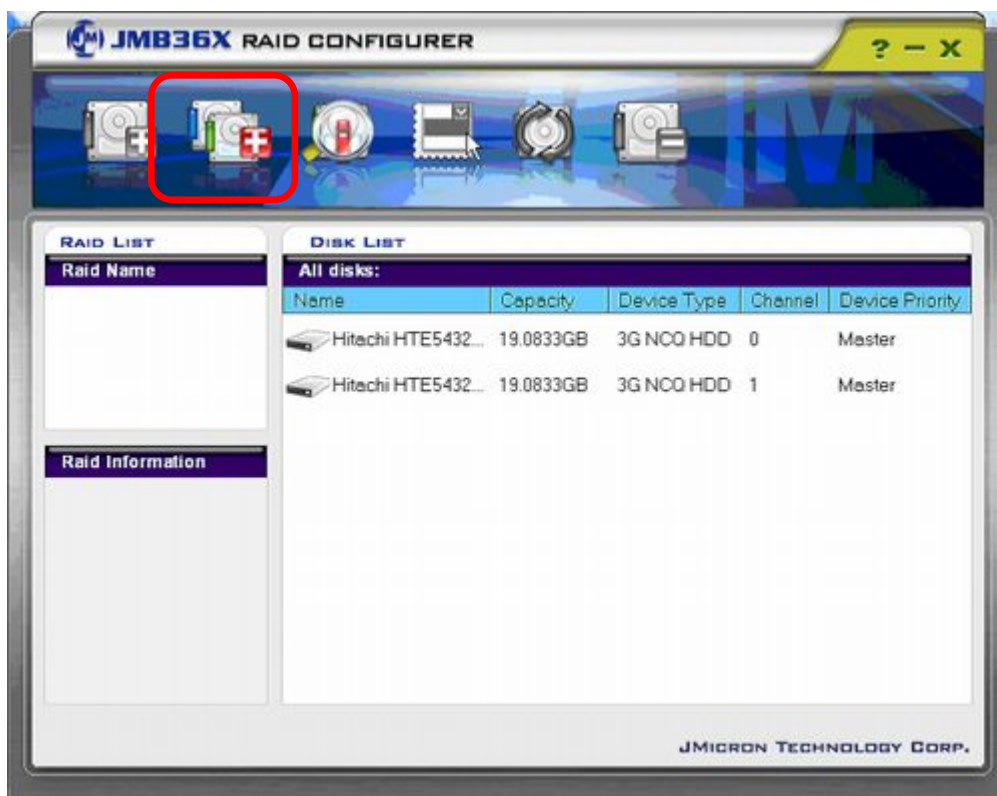 JMB36X RAID CONFIGURER
? – X
RAID LIST
Raid Name
Raid Information
DISK LIST
All disks:
Name Capacity Device Type Channel Device Priority
Hitachi HTE5432... 19.0833GB 3G NCQ HDD 0 Master
Hitachi HTE5432... 19.0833GB 3G NCQ HDD 1 Master
JMICRON TECHNOLOGY CORP.